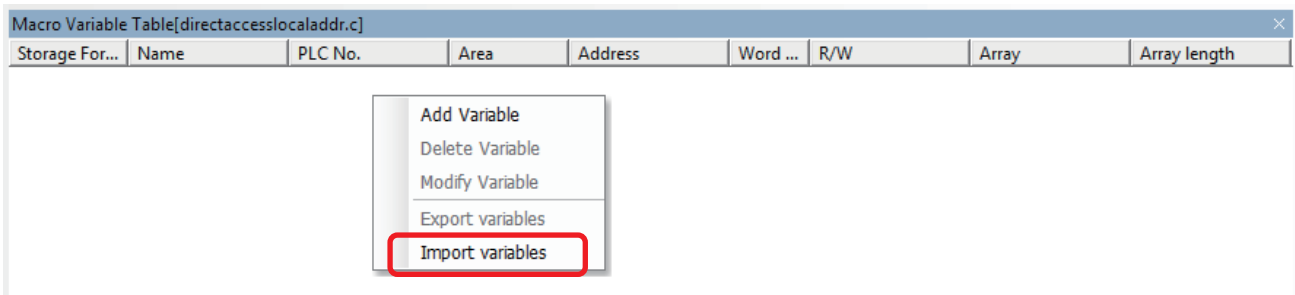 Macro Variable Table[directaccesslocaladdr.c]
Storage For... Name PLC No. Area Address Word ... R/W Array Array length
Add Variable
Delete Variable
Modify Variable
Export variables
Import variables